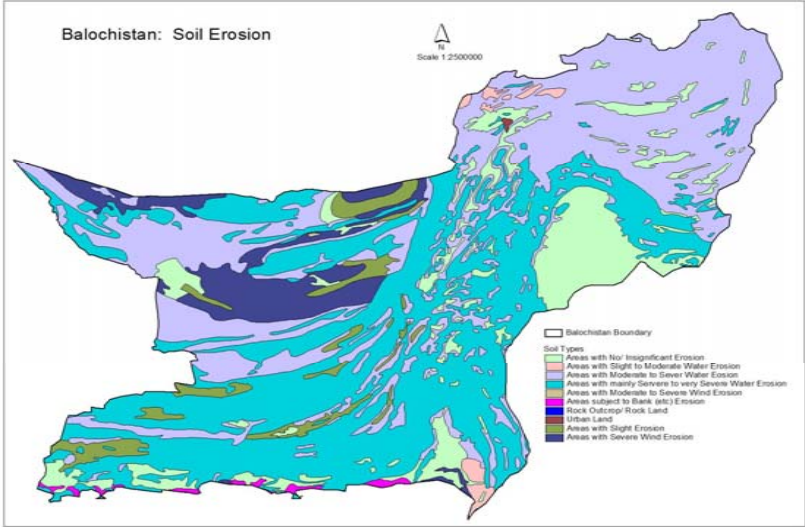 Balochistan: Soil Erosion
N
Scale 1:2500000
Balochistan Boundary
Soil Types
Areas with No/ Insignificant Erosion
Areas with Slight to Moderate Water Erosion
Areas with Moderate to Sever Water Erosion
Areas with mainly Servere to very Severe Water Erosion
Areas with Moderate to Severe Wind Erosion
Areas subject to Bank (etc) Erosion
Rock Outcrop/ Rock Land
Urban Land
Areas with Slight Erosion
Areas with Severe Wind Erosion